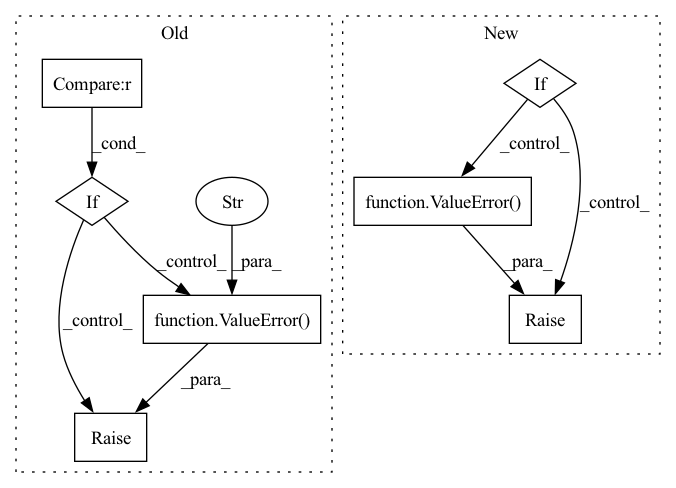 Old
New
Compare:r
If
_cond_
_control_
If
Str
function.ValueError()
_control_
_control_
_para_
_para_
_control_
function.ValueError()
Raise
_para_
Raise